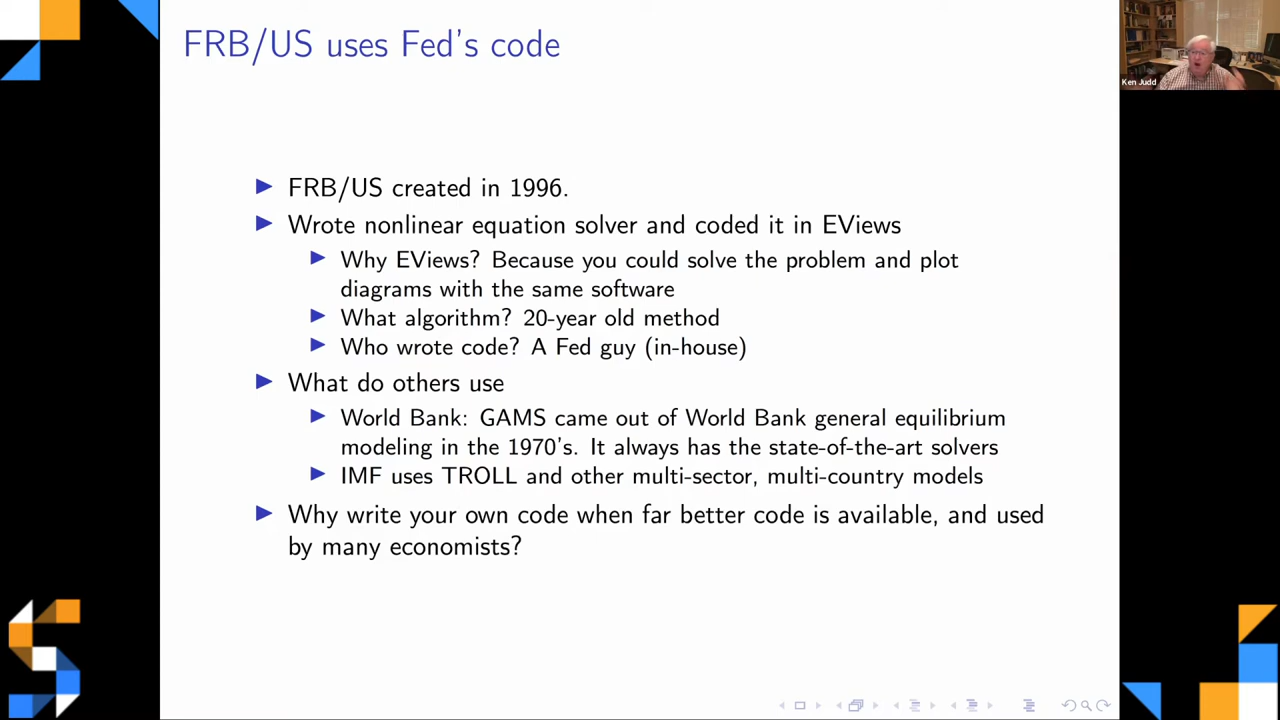 FRB/US uses Fed's code
Ken Judd
FRB/US created in 1996.
Wrote nonlinear equation solver and coded it in EViews
Why EViews? Because you could solve the problem and plot
diagrams with the same software
What algorithm? 20-year old method
Who wrote code? A Fed guy (in-house)
What do others use
World Bank: GAMS came out of World Bank general equilibrium
modeling in the 1970's. It always has the state-of-the-art solvers
IMF uses TROLL and other multi-sector, multi-country models
Why write your own code when far better code is available, and used
by many economists?